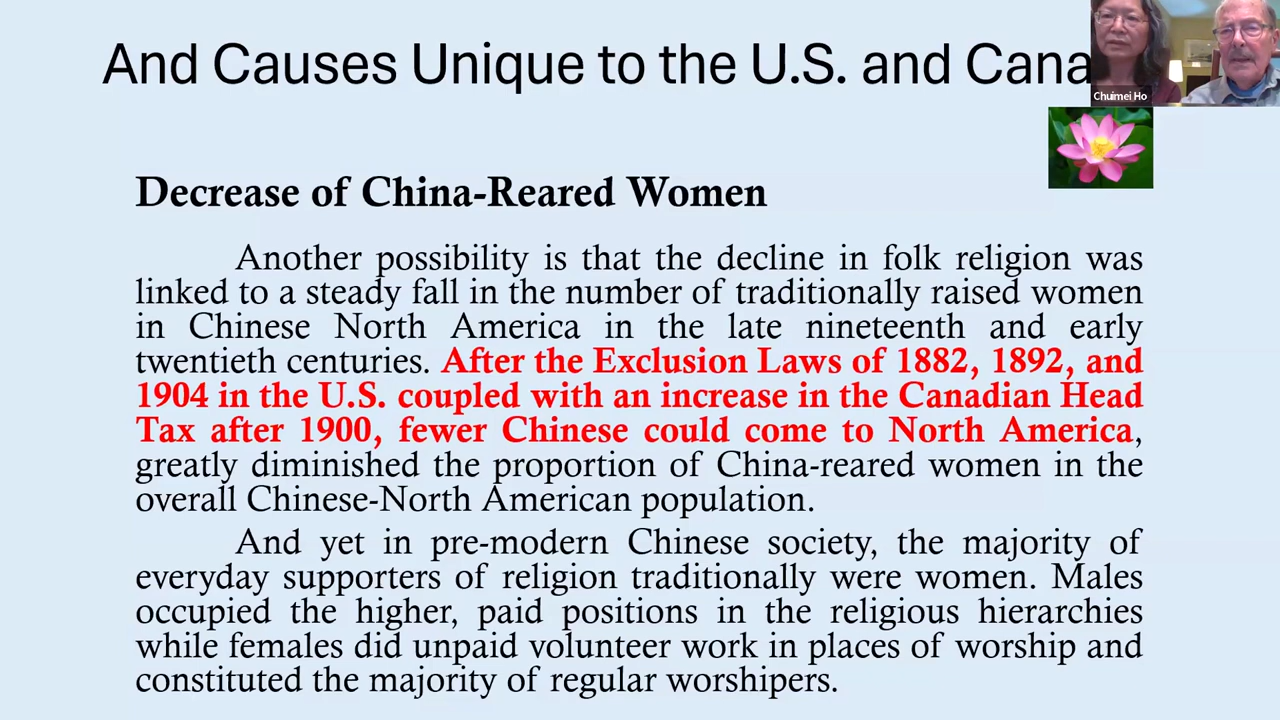 And Causes Unique to the U.S. and Cana
Chuimei Ho
Decrease of China-Reared Women
Another possibility is that the decline in folk religion was
linked to a steady fall in the number of traditionally raised women
in Chinese North America in the late nineteenth and early
twentieth centuries. After the Exclusion Laws of 1882, 1892, and
1904 in the U.S. coupled with an increase in the Canadian Head
Tax after 1900, fewer Chinese could come to North America,
greatly diminished the proportion of China-reared women in the
overall Chinese-North American population.
And yet in pre-modern Chinese society, the majority of
everyday supporters of religion traditionally were women. Males
occupied the higher, paid positions in the religious hierarchies
while females did unpaid volunteer work in places of worship and
constituted the majority of regular worshipers.